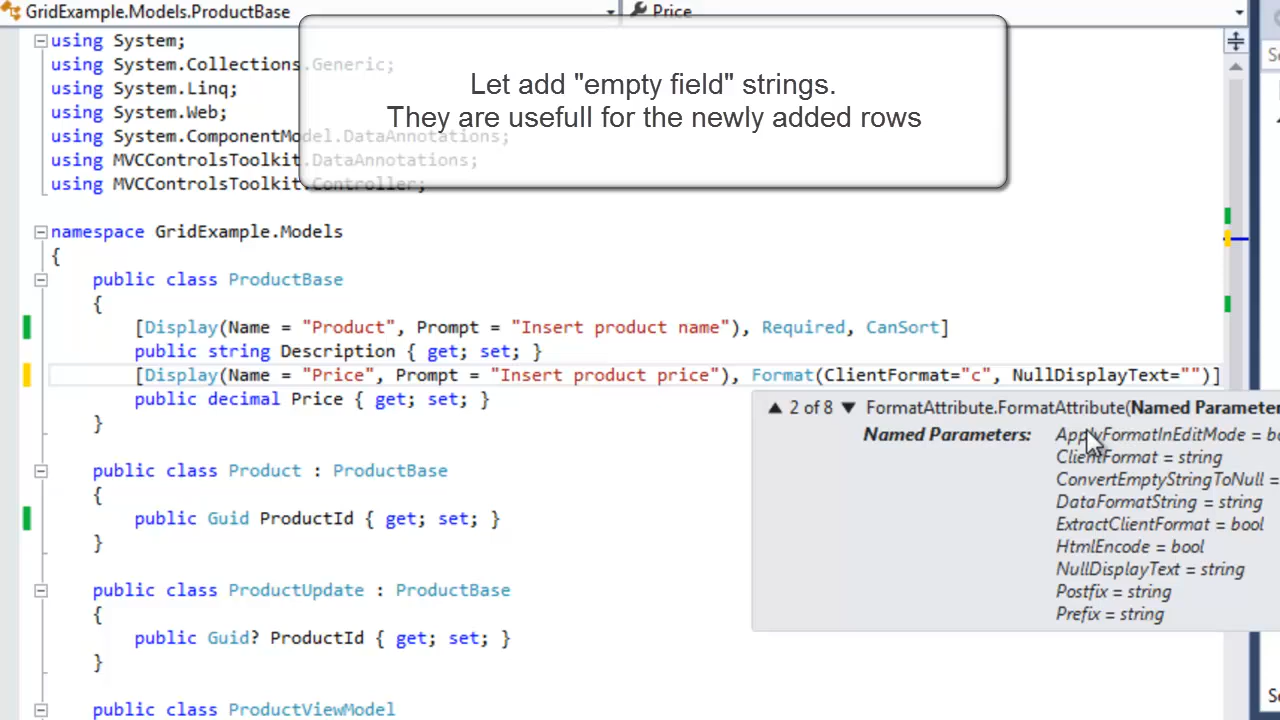 GridExample.Models.ProductBase
Price
Let add "empty field" strings.
They are usefull for the newly added rows
using System;
using System.Collections.Generic;
using System.Linq;
using System.Web;
using System.ComponentModel.DataAnnotations;
using MVCControlsToolkit.DataAnnotations;
using MVCControlsToolkit.Controller;
namespace GridExample.Models
{
public class ProductBase
{
[Display(Name = "Product", Prompt = "Insert product name"), Required, CanSort]
public string Description { get; set; }
[Display(Name = "Price", Prompt = "Insert product price"), Format(ClientFormat="c", NullDisplayText="")]
public decimal Price { get; set; }
}
2 of 8 FormatAttribute.FormatAttribute(Named Parameter
Named Parameters: ApplyFormatInEditMode = bo
ClientFormat = string
ConvertEmptyStringToNull =
DataFormatString = string
ExtractClientFormat = bool
HtmlEncode = bool
NullDisplayText = string
Postfix = string
Prefix = string
public class Product : ProductBase
{
public Guid ProductId { get; set; }
}
public class ProductUpdate : ProductBase
{
public Guid? ProductId { get; set; }
}
public class ProductViewModel